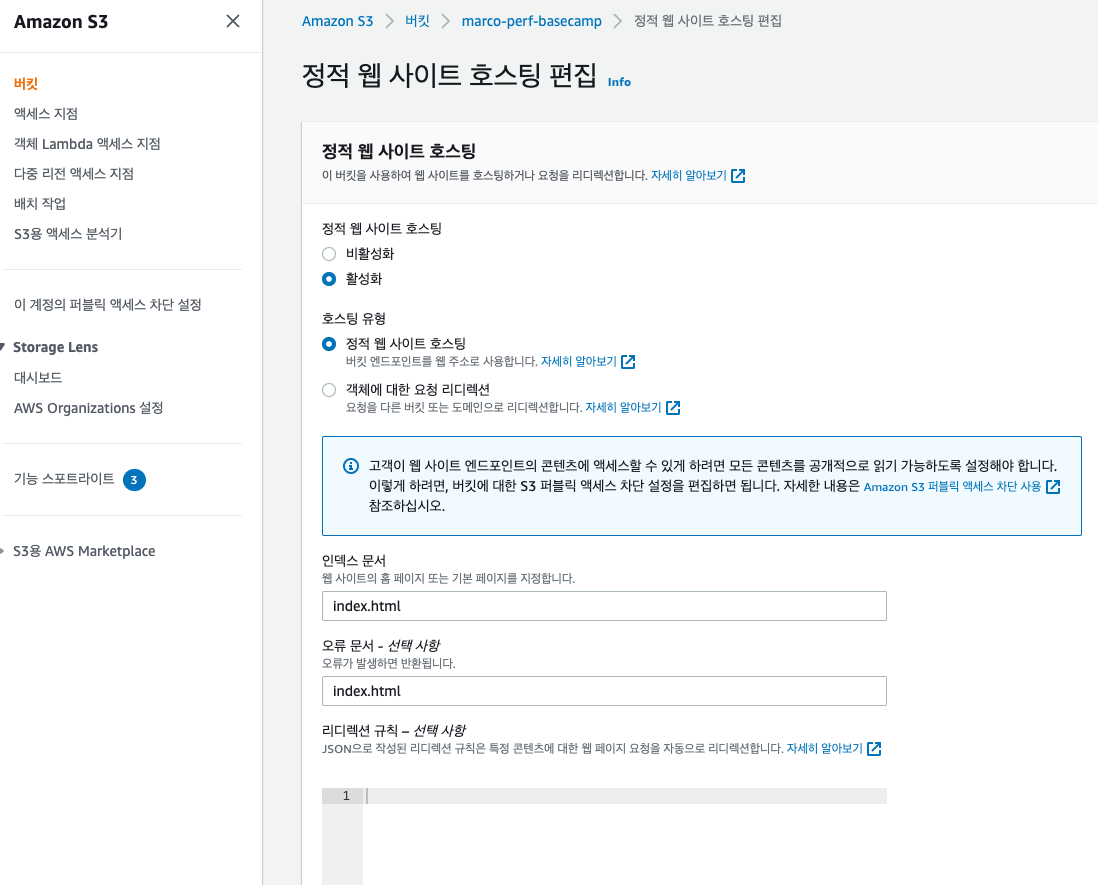 Amazon S3
버킷
액세스 지점
객체 Lambda 액세스 지점
다중 리전 액세스 지점
배치 작업
S3용 액세스 분석기
이 계정의 퍼블릭 액세스 차단 설정
Storage Lens
대시보드
AWS Organizations 설정
기능 스포트라이트 3
S3용 AWS Marketplace
Amazon S3 > 버킷 > marco-perf-basecamp > 정적 웹 사이트 호스팅 편집
정적 웹 사이트 호스팅 편집 Info
정적 웹 사이트 호스팅
이 버킷을 사용하여 웹 사이트를 호스팅하거나 요청을 리디렉션합니다. 자세히 알아보기
정적 웹 사이트 호스팅
비활성화
활성화
호스팅 유형
정적 웹 사이트 호스팅
버킷 엔드포인트를 웹 주소로 사용합니다. 자세히 알아보기
객체에 대한 요청 리디렉션
요청을 다른 버킷 또는 도메인으로 리디렉션합니다. 자세히 알아보기
고객이 웹 사이트 엔드포인트의 콘텐츠에 액세스할 수 있게 하려면 모든 콘텐츠를 공개적으로 읽기 가능하도록 설정해야 합니다.
이렇게 하려면, 버킷에 대한 S3 퍼블릭 액세스 차단 설정을 편집하면 됩니다. 자세한 내용은 Amazon S3 퍼블릭 액세스 차단 사용
참조하십시오.
인덱스 문서
웹 사이트의 홈 페이지 또는 기본 페이지를 지정합니다.
index.html
오류 문서 - 선택 사항
오류가 발생하면 반환됩니다.
index.html
리디렉션 규칙 – 선택 사항
JSON으로 작성된 리디렉션 규칙은 특정 콘텐츠에 대한 웹 페이지 요청을 자동으로 리디렉션합니다. 자세히 알아보기
1